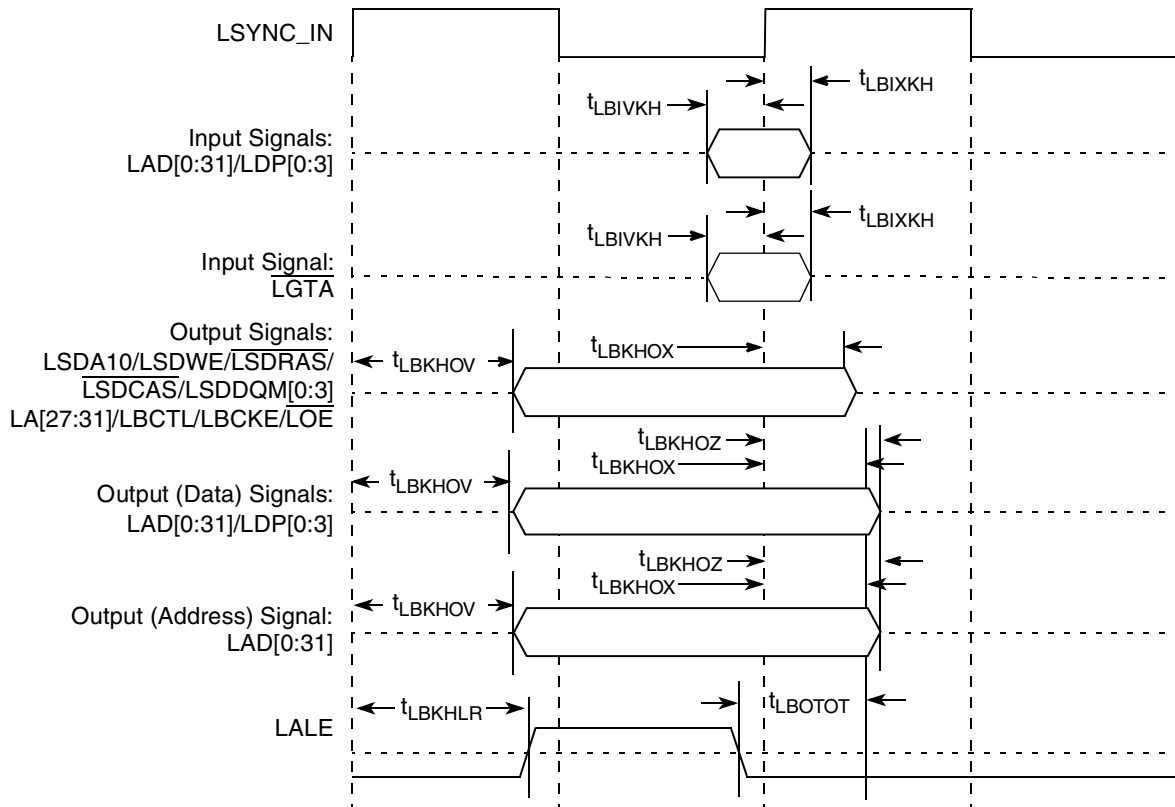 LSYNC_IN
tLBIXKH
tLBIVKH
Input Signals:
LAD[0:31]/LDP[0:3]
tLBIXKH
tLBIVKH
Input Signal:
LGTA
Output Signals:
LSDA10/LSDWE/LSDRAS/
LSDCAS/LSDDQM[0:3]
LA[27:31]/LBCTL/LBCKE/LOE
tLBKHOV
tLBKHOX
tLBKHOZ
tLBKHOX
tLBKHOV
Output (Data) Signals:
LAD[0:31]/LDP[0:3]
tLBKHOZ
tLBKHOX
tLBKHOV
Output (Address) Signal:
LAD[0:31]
tLBKHLR
tLBOTOT
LALE